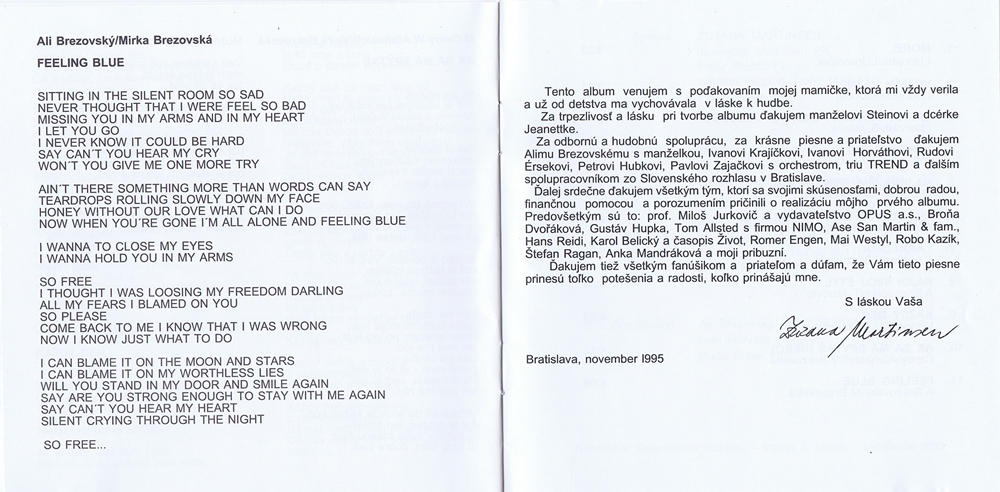 Ali Brezovský/Mirka Brezovská
FEELING BLUE
SITTING IN THE SILENT ROOM SO SAD
NEVER THOUGHT THAT I WERE FEEL SO BAD
MISSING YOU IN MY ARMS AND IN MY HEART
I LET YOU GO
I NEVER KNOW IT COULD BE HARD
SAY CAN´T YOU HEAR MY CRY
WON´T YOU GIVE ME ONE MORE TRY
AIN´T THERE SOMETHING MORE THAN WORDS CAN SAY
TEARDROPS ROLLING SLOWLY DOWN MY FACE
HONEY WITHOUT OUR LOVE WHAT CAN I DO
NOW WHEN YOU'RE GONE I´M ALL ALONE AND FEELING BLUE
I WANNA TO CLOSE MY EYES
I WANNA HOLD YOU IN MY ARMS
SO FREE
I THOUGHT I WAS LOOSING MY FREEDOM DARLING
ALL MY FEARS I BLAMED ON YOU
SO PLEASE
COME BACK TO ME I KNOW THAT I WAS WRONG
NOW I KNOW JUST WHAT TO DO
I CAN BLAME IT ON THE MOON AND STARS
I CAN BLAME IT ON MY WORTHLESS LIES
WILL YOU STAND IN MY DOOR AND SMILE AGAIN
SAY ARE YOU STRONG ENOUGH TO STAY WITH ME AGAIN
SAY CAN´T YOU HEAR MY HEART
SILENT CRYING THROUGH THE NIGHT
SO FREE...
Tento album venujem s poďakovaním mojej mamičke, ktorá mi vždy verila
a už od detstva ma vychovávala v láske k hudbe.
Za trpezlivosť a lásku pri tvorbe albumu ďakujem manželovi Steinovi a dcérke
Jeanettke.
Za odbornú a hudobnú spoluprácu, za krásne piesne a priateľstvo ďakujem
Alimu Brezovskému s manželkou, Ivanovi Krajíčkovi, Ivanovi Horváthovi, Rudovi
Érsekovi, Petrovi Hubkovi, Pavlovi Zajačkovi s orchestrom, triu TREND a ďalším
spolupracovníkom zo Slovenského rozhlasu v Bratislave.
Ďalej srdečne ďakujem všetkým tým, ktorí sa svojimi skúsenosťami, dobrou radou,
finančnou pomocou a porozumením pričinili o realizáciu môjho prvého albumu.
Predovšetkým sú to: prof. Miloš Jurkovič a vydavateľstvo OPUS a.s., Broňa
Dvořáková, Gustáv Hupka, Tom Allsted s firmou NIMO, Ase San Martin & fam.,
Hans Reidi, Karol Belický a časopis Život, Romer Engen, Mai Westyl, Robo Kazík,
Štefan Ragan, Anka Mandráková a moji pribuzní.
Ďakujem tiež všetkým fanúšikom a priateľom a dúfam, že Vám tieto piesne
prinesú toľko potešenia a radosti, koľko prinášajú mne.
S láskou Vaša
Zuzana Martinsen
Bratislava, november l995